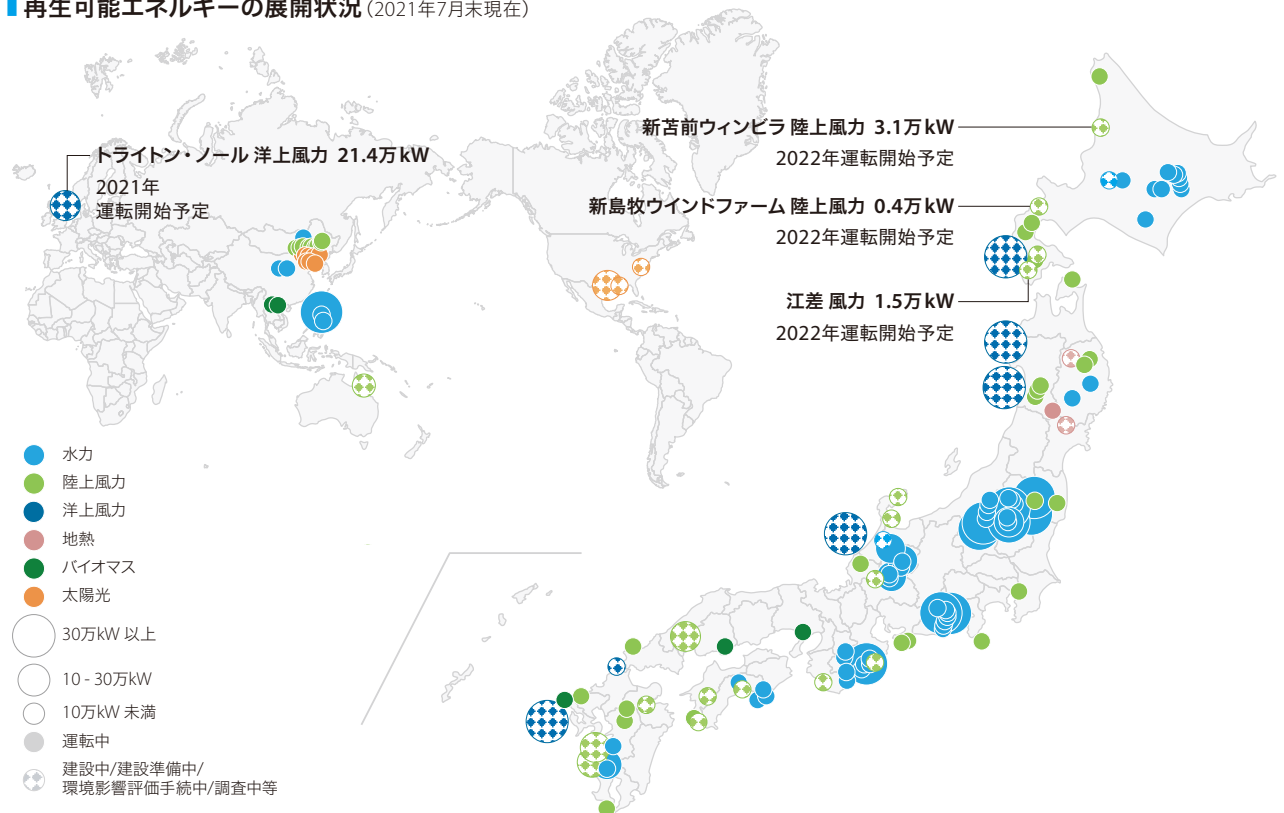 再生可能エネルギーの展開状況（2021年7月末現在）
トライトン・ノール 洋上風力 21.4万kW
2021年
運転開始予定
新苫前ウィンビラ 陸上風力 3.1万kW
2022年運転開始予定
新島牧ウインドファーム 陸上風力 0.4万kW
2022年運転開始予定
江差 風力 1.5万kW
2022年運転開始予定
水力
陸上風力
洋上風力
地熱
バイオマス
太陽光
30万kW 以上
10 - 30万kW
10万kW 未満
運転中
建設中/建設準備中/
環境影響評価手続中/調査中等